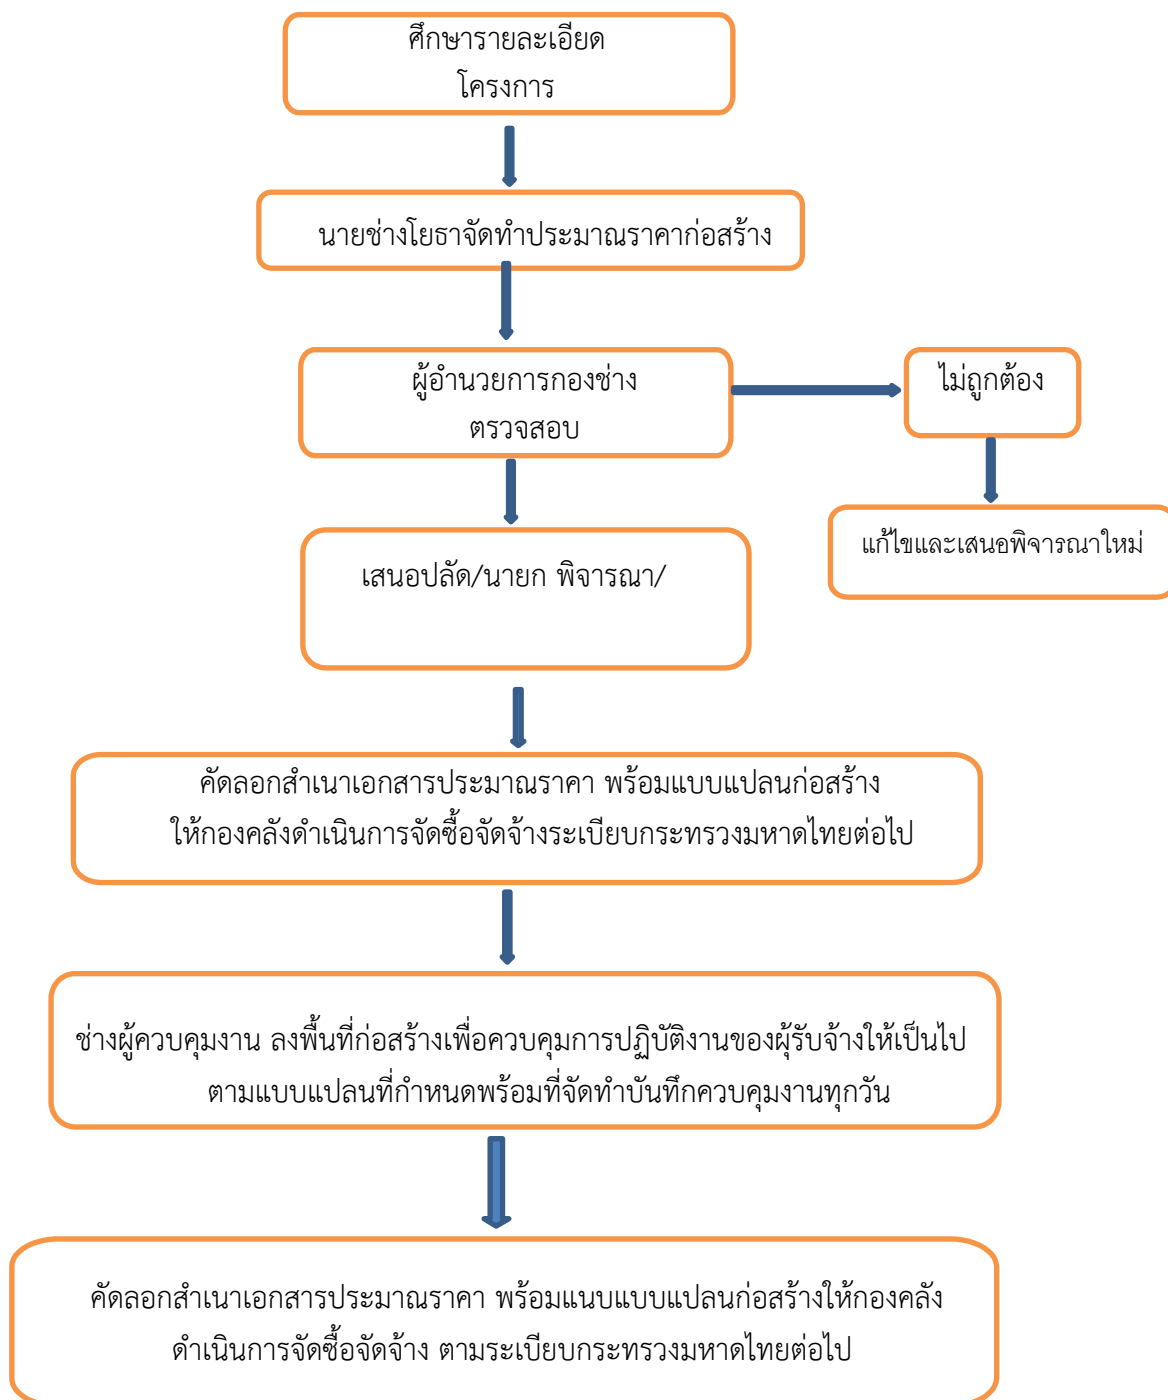 ศึกษารายละเอียด
โครงการ
นายช่างโยธาจัดทำประมาณราคาก่อสร้าง
ผู้อำนวยการกองช่าง
ตรวจสอบ
ไม่ถูกต้อง
แก้ไขและเสนอพิจารณาใหม่
เสนอปลัด/นายก พิจารณา/
คัดลอกสำเนาเอกสารประมาณราคา พร้อมแบบแปลนก่อสร้าง
ให้กองคลังดำเนินการจัดซื้อจัดจ้างระเบียบกระทรวงมหาดไทยต่อไป
ช่างผู้ควบคุมงาน ลงพื้นที่ก่อสร้างเพื่อควบคุมการปฏิบัติงานของผุ้รับจ้างให้เป็นไป
ตามแบบแปลนที่กำหนดพร้อมที่จัดทำบันทึกควบคุมงานทุกวัน
คัดลอกสำเนาเอกสารประมาณราคา พร้อมแนบแบบแปลนก่อสร้างให้กองคลัง
ดำเนินการจัดซื้อจัดจ้าง ตามระเบียบกระทรวงมหาดไทยต่อไป